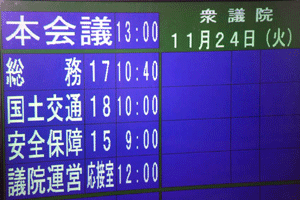 衆議院
11月24日(火)
本会議 13:00
総務 17 10:40
国土交通 18 10:00
安全保障 15 9:00
議院運営 応接室 12:00